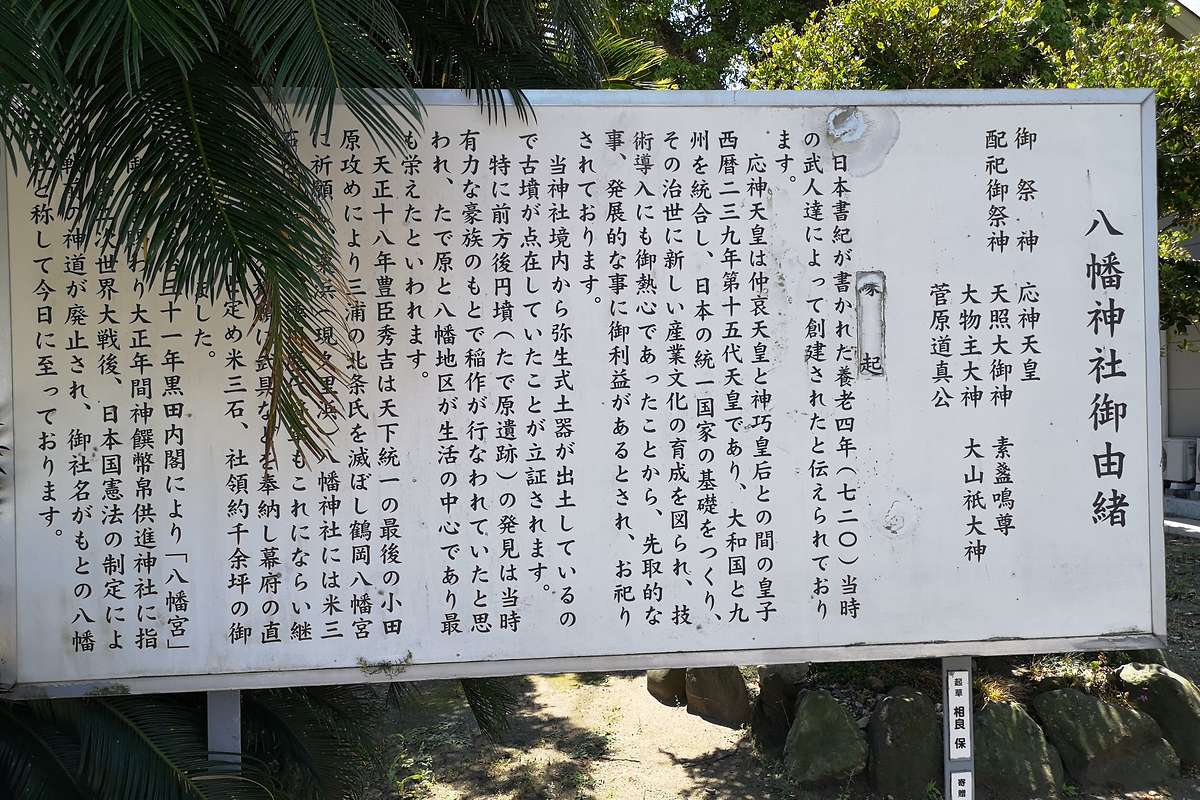 八幡神社御由緒
御祭神 応神天皇
配祀御祭神 天照大御神 素盞鳴尊
大物主大神 大山祇大神
菅原道真公
起
日本書紀が書かれた養老四年(七二〇)当時
の武人達によって創建されたと伝えられており
ます。
応神天皇は仲哀天皇と神巧皇后との間の皇子
西暦二三九年第十五代天皇であり、大和国と九
州を統合し、日本の統一国家の基礎をつくり、
その治世に新しい産業文化の育成を図られ、技
術導入にも御熱心であったことから、先取的な
事、発展的な事に御利益があるとされ、お祀り
されております。
当神社境内から弥生式土器が出土しているの
で古墳が点在していたことが立証されます。
特に前方後円墳(たで原遺跡)の発見は当時
有力な豪族のもとで稲作が行なわれていたと思
われ、たで原と八幡地区が生活の中心であり最
も栄えたといわれます。
天正十八年豊臣秀吉は天下統一の最後の小田
原攻めにより三浦の北条氏を滅ぼし鶴岡八幡宮
に祈願 浜(現久里浜)八幡神社には米三
もこれにならい継
を奉納し幕府の直
定め米三石、社領約千余坪の御
ました。
十一年黒田内閣により「八幡宮」
わり大正年間神饌幣帛供進神社に指
次世界大戦後、日本国憲法の制定によ
の神道が廃止され、御社名がもとの八幡
社と称して今日に至っております。
起草 相良 保
寄贈